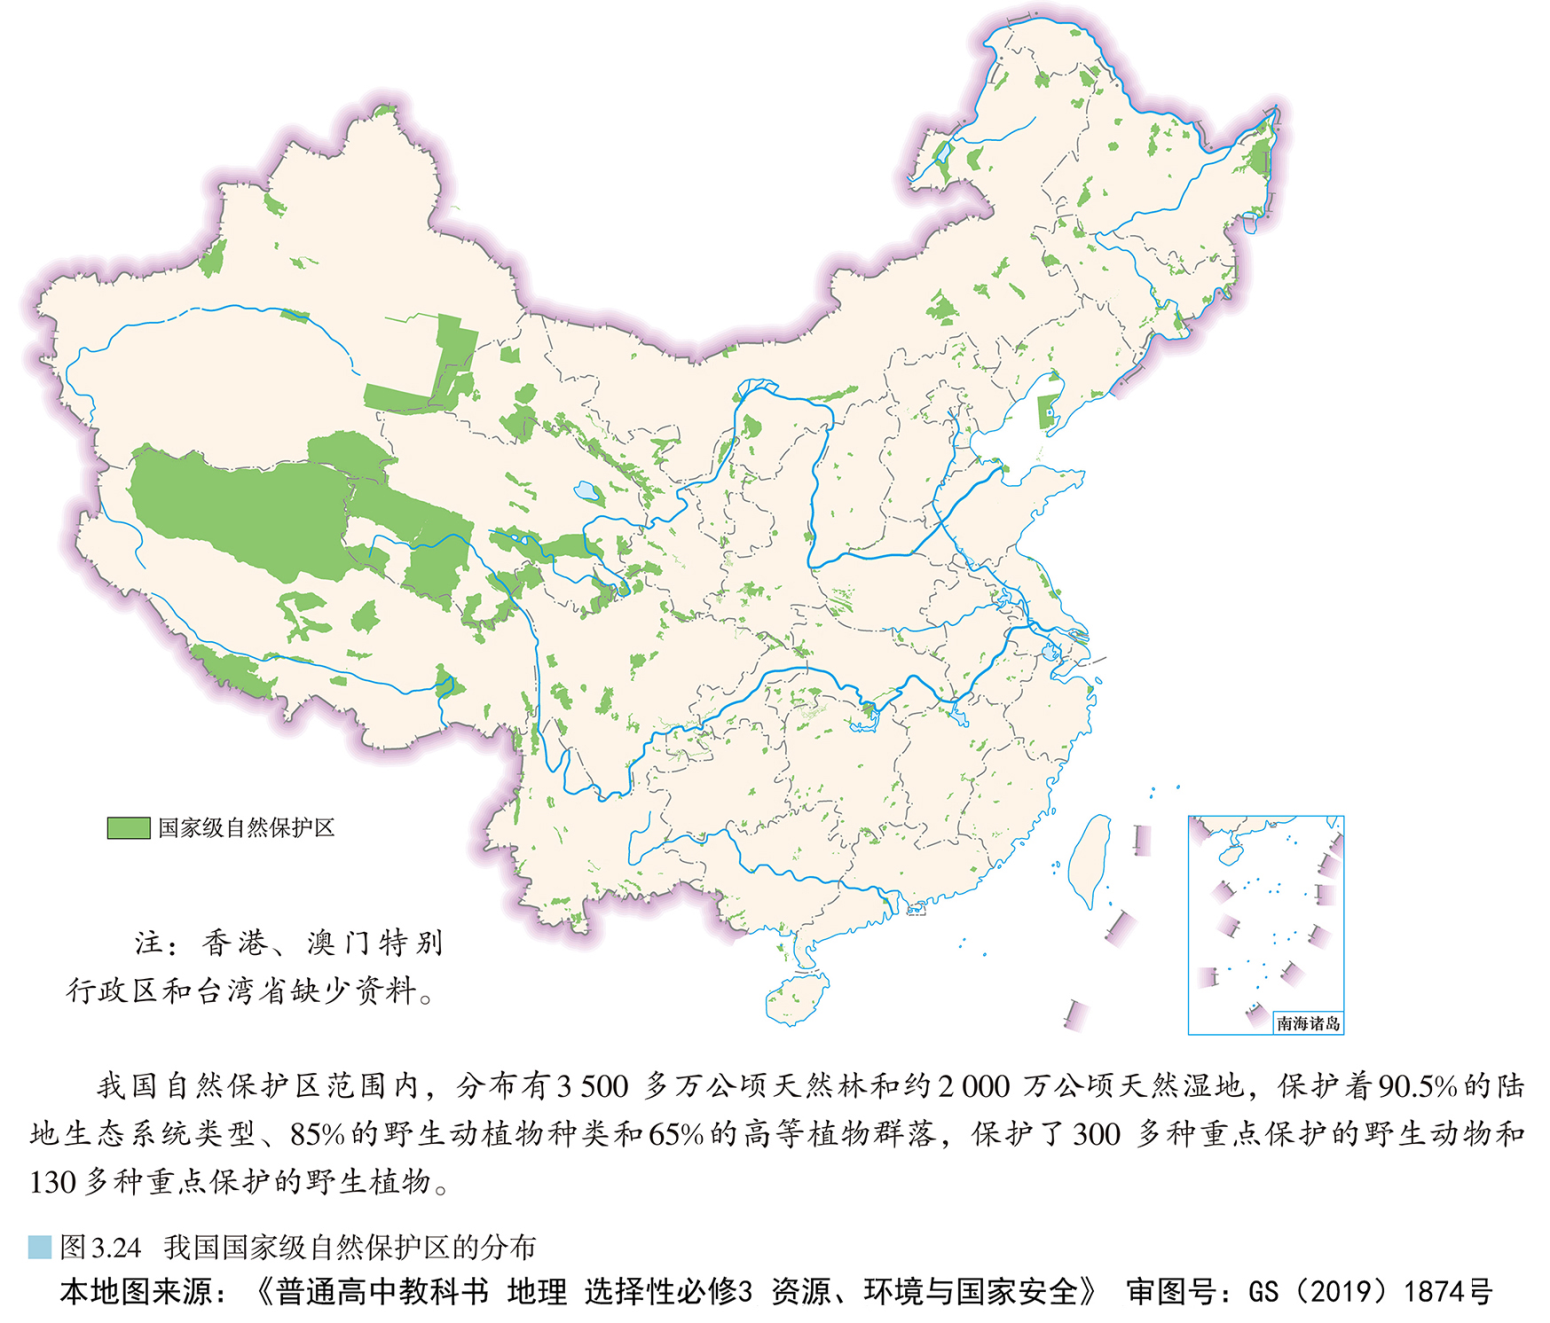 国家级自然保护区
注：香港、澳门特别
行政区和台湾省缺少资料。
南海诸岛
我国自然保护区范围内，分布有3 500 多万公顷天然林和约2 000 万公顷天然湿地，保护着90.5%的陆
地生态系统类型、85%的野生动植物种类和65%的高等植物群落，保护了300 多种重点保护的野生动物和
130多种重点保护的野生植物。
图3.24 我国国家级自然保护区的分布
本地图来源：《普通高中教科书 地理 选择性必修3 资源、环境与国家安全》 审图号：GS（2019）1874号